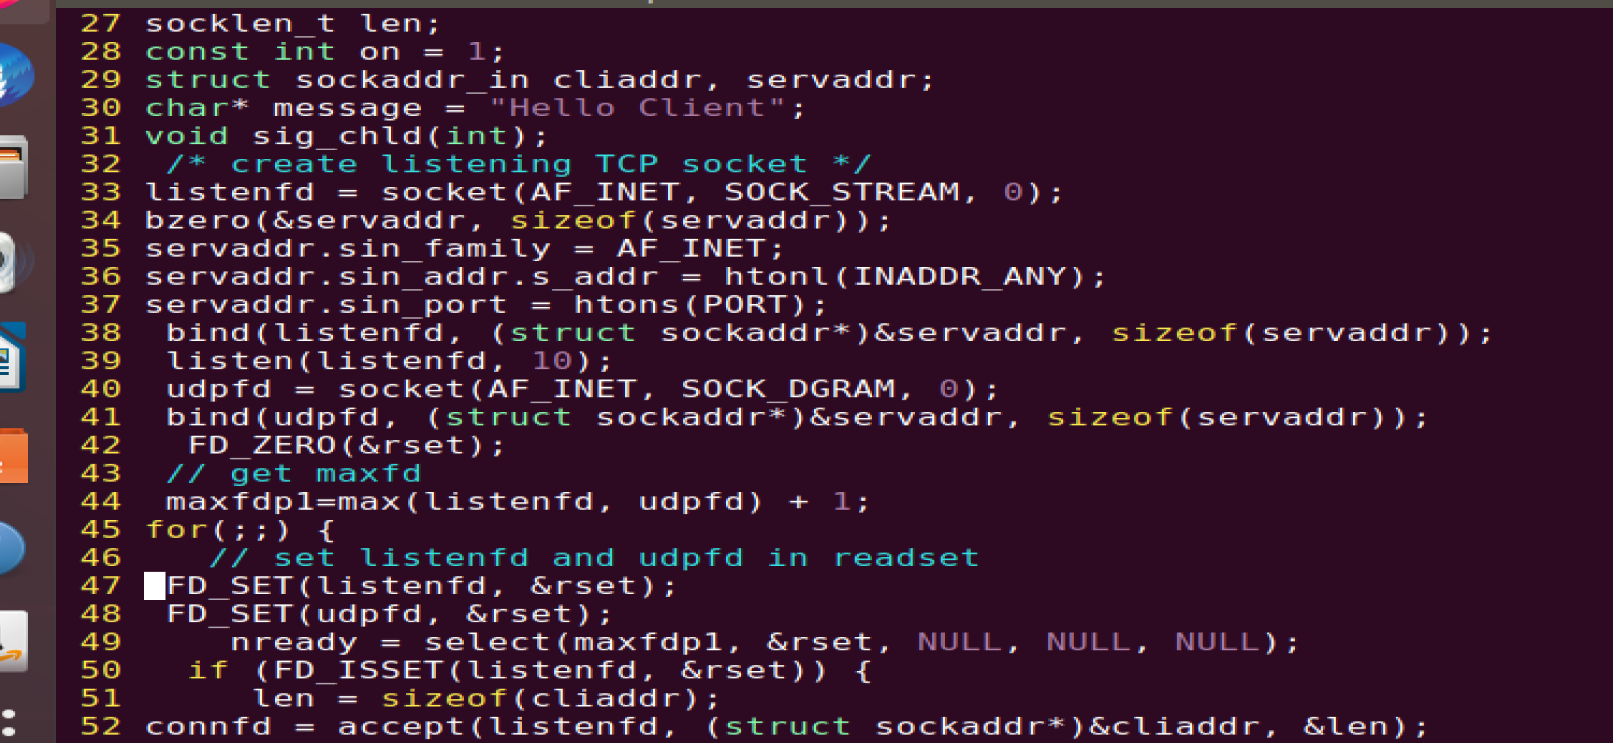 27 socklen_t len;
28 const int on = 1;
29 struct sockaddr_in cliaddr, servaddr;
30 char* message = "Hello Client";
31 void sig_chld(int);
32  /* create listening TCP socket */
33 listenfd = socket(AF_INET, SOCK_STREAM, 0);
34 bzero(&servaddr, sizeof(servaddr));
35 servaddr.sin_family = AF_INET;
36 servaddr.sin_addr.s_addr = htonl(INADDR_ANY);
37 servaddr.sin_port = htons(PORT);
38  bind(listenfd, (struct sockaddr*)&servaddr, sizeof(servaddr));
39  listen(listenfd, 10);
40  udpfd = socket(AF_INET, SOCK_DGRAM, 0);
41  bind(udpfd, (struct sockaddr*)&servaddr, sizeof(servaddr));
42   FD_ZERO(&rset);
43  // get maxfd
44  maxfdp1=max(listenfd, udpfd) + 1;
45 for(;;) {
46    // set listenfd and udpfd in readset
47  FD_SET(listenfd, &rset);
48  FD_SET(udpfd, &rset);
49     nready = select(maxfdp1, &rset, NULL, NULL, NULL);
50   if (FD_ISSET(listenfd, &rset)) {
51      len = sizeof(cliaddr);
52 connfd = accept(listenfd, (struct sockaddr*)&cliaddr, &len);